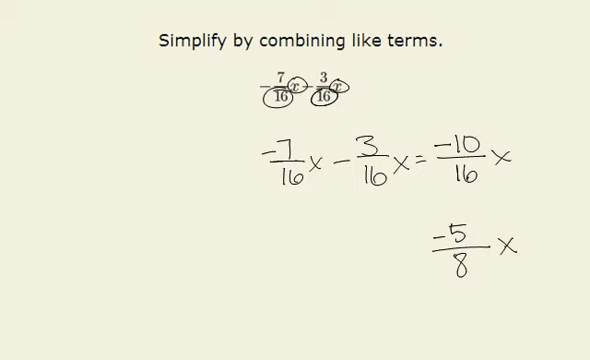 Simplify by combining like terms.
-7/16 x - 3/16 x
-7/16 x - 3/16 x = -10/16 x
-5/8 x